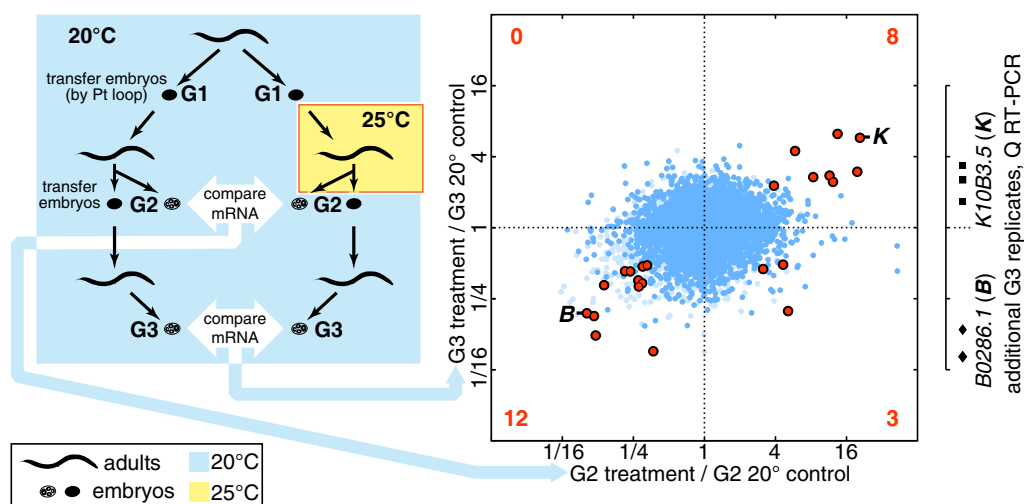 20°C
transfer embryos
(by Pt loop)
G1
G1
25°C
transfer
embryos
G2
compare
mRNA
G2
G3
compare
mRNA
G3
adults
20°C
embryos
25°C
0
8
12
3
K
B
G3 treatment / G3 20° control
16
4
1
1/4
1/16
1/16
1/4
1
4
16
G2 treatment / G2 20° control
B0286.1 (B)
K10B3.5 (K)
additional G3 replicates, Q RT-PCR